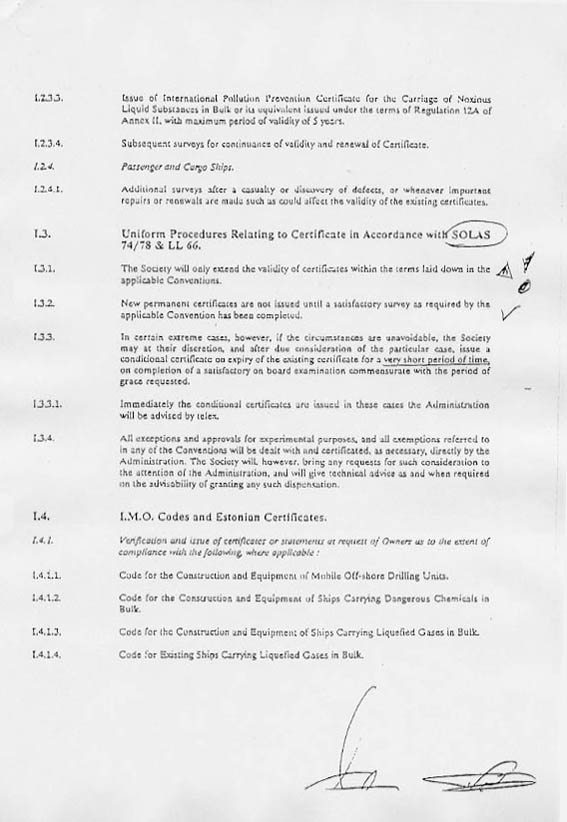 I.2.3.3. Issue of International Pollution Prevention Certificate for the Carriage of Noxious
Liquid Substances in Bulk or its equivalent issued under the terms of Regulation 12A of
Annex II, with maximum period of validity of 5 years.
I.2.3.4. Subsequent surveys for continuance of validity and renewal of Certificate.
I.2.4. Passenger and Cargo Ships.
I.2.4.1. Additional surveys after a casualty or discovery of defects, or whenever important
repairs or renewals are made such as could affect the validity of the existing certificates.
I.3. Uniform Procedures Relating to Certificate in Accordance with SOLAS
74/78 & LL 66.
I.3.1. The Society will only extend the validity of certificates within the terms laid down in the
applicable Conventions.
I.3.2. New permanent certificates are not issued until a satisfactory survey as required by the
applicable Convention has been completed.
I.3.3. In certain extreme cases, however, if the circumstances are unavoidable, the Society
may at their discretion, and after due consideration of the particular case, issue a
conditional certificate on expiry of the existing certificate for a very short period of time,
on completion of a satisfactory on board examination commensurate with the period of
grace requested.
I.3.3.1. Immediately the conditional certificates are issued in these cases the Administration
will be advised by telex.
I.3.4. All exceptions and approvals for experimental purposes, and all exemptions referred to
in any of the Conventions will be dealt with and certificated, as necessary, directly by the
Administration. The Society will, however, bring any requests for such consideration to
the attention of the Administration, and will give technical advice as and when required
on the advisability of granting any such dispensation.
I.4. I.M.O. Codes and Estonian Certificates.
I.4.1. Verification and issue of certificates or statements at request of Owners as to the extent of
compliance with the following, where applicable :
I.4.1.1. Code for the Construction and Equipment of Mobile Off-shore Drilling Units.
I.4.1.2. Code for the Construction and Equipment of Ships Carrying Dangerous Chemicals in
Bulk.
I.4.1.3. Code for the Construction and Equipment of Ships Carrying Liquefied Gases in Bulk.
I.4.1.4. Code for Existing Ships Carrying Liquefied Gases in Bulk.